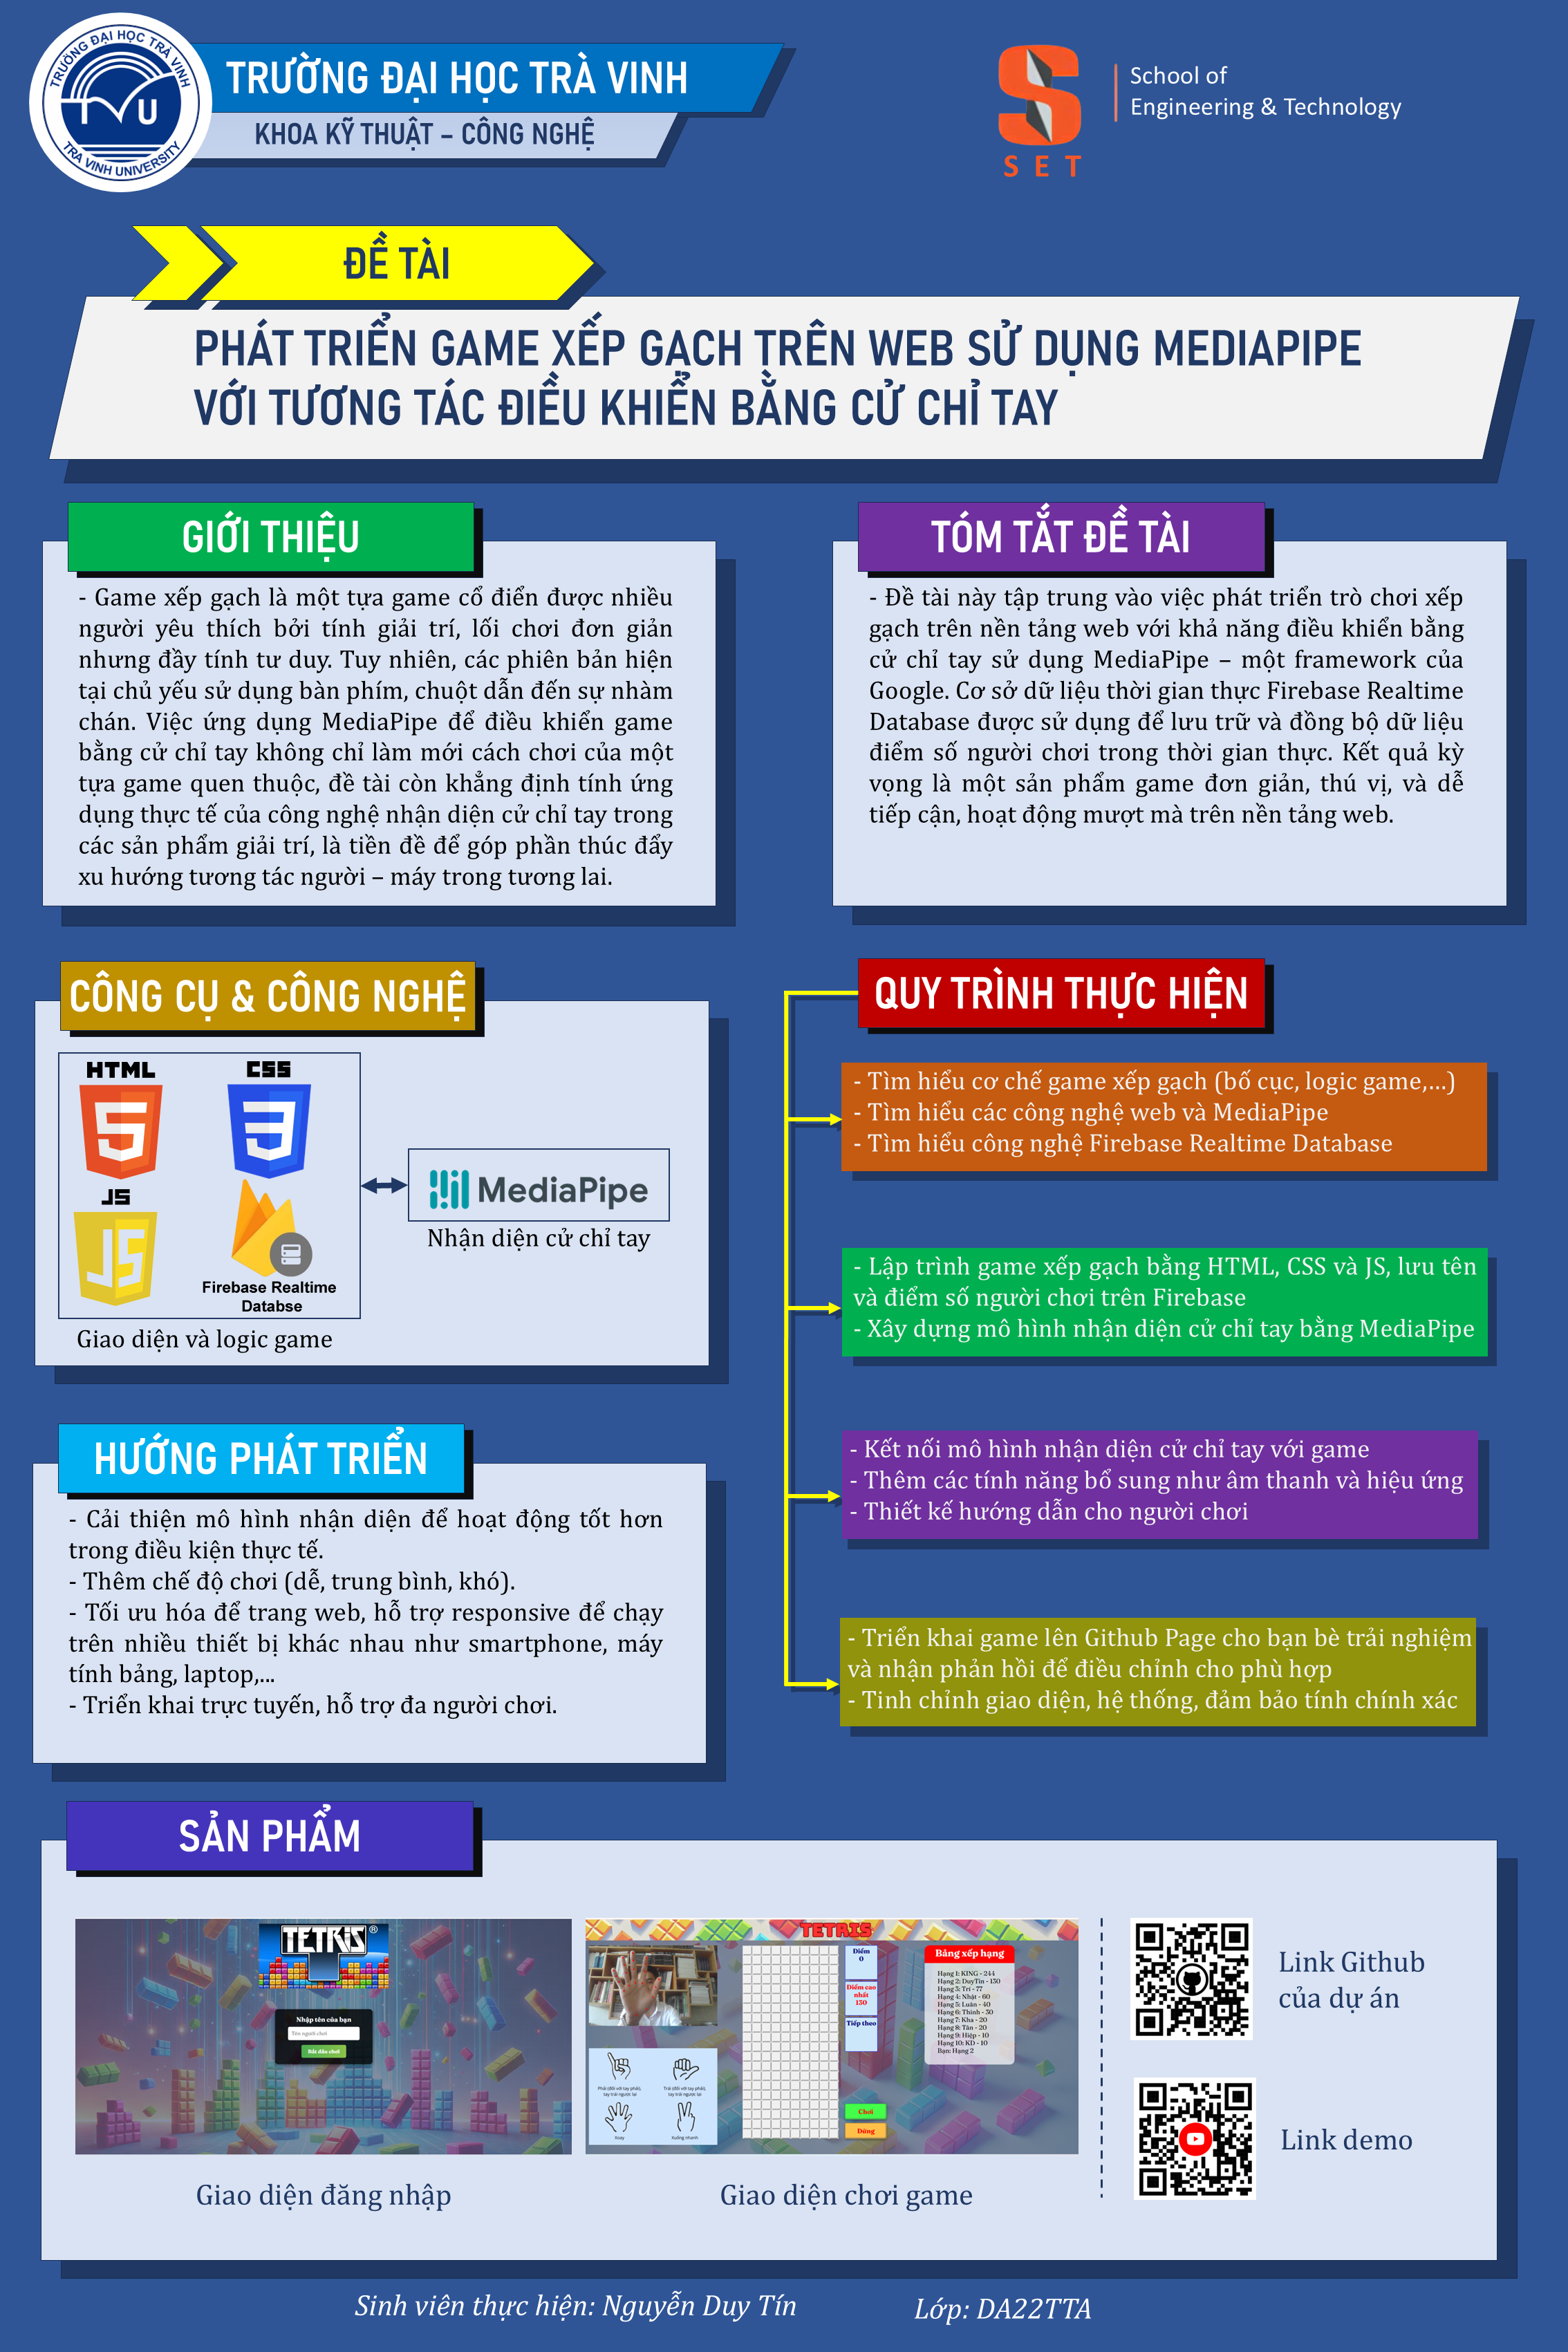 TRƯỜNG ĐẠI HỌC TRÀ VINH
TVU
TRA VINH UNIVERSITY
TRƯỜNG ĐẠI HỌC TRÀ VINH
KHOA KỸ THUẬT – CÔNG NGHỆ
SET
School of
Engineering & Technology
ĐỀ TÀI
PHÁT TRIỂN GAME XẾP GẠCH TRÊN WEB SỬ DỤNG MEDIAPIPE
VỚI TƯƠNG TÁC ĐIỀU KHIỂN BẰNG CỬ CHỈ TAY
GIỚI THIỆU
- Game xếp gạch là một tựa game cổ điển được nhiều
người yêu thích bởi tính giải trí, lối chơi đơn giản
nhưng đầy tính tư duy. Tuy nhiên, các phiên bản hiện
tại chủ yếu sử dụng bàn phím, chuột dẫn đến sự nhàm
chán. Việc ứng dụng MediaPipe để điều khiển game
bằng cử chỉ tay không chỉ làm mới cách chơi của một
tựa game quen thuộc, đề tài còn khẳng định tính ứng
dụng thực tế của công nghệ nhận diện cử chỉ tay trong
các sản phẩm giải trí, là tiền đề để góp phần thúc đẩy
xu hướng tương tác người – máy trong tương lai.
TÓM TẮT ĐỀ TÀI
- Đề tài này tập trung vào việc phát triển trò chơi xếp
gạch trên nền tảng web với khả năng điều khiển bằng
cử chỉ tay sử dụng MediaPipe – một framework của
Google. Cơ sở dữ liệu thời gian thực Firebase Realtime
Database được sử dụng để lưu trữ và đồng bộ dữ liệu
điểm số người chơi trong thời gian thực. Kết quả kỳ
vọng là một sản phẩm game đơn giản, thú vị, và dễ
tiếp cận, hoạt động mượt mà trên nền tảng web.
CÔNG CỤ & CÔNG NGHỆ
HTML
CSS
JS
JS
Firebase Realtime
Databse
Giao diện và logic game
MediaPipe
Nhận diện cử chỉ tay
QUY TRÌNH THỰC HIỆN
- Tìm hiểu cơ chế game xếp gạch (bố cục, logic game,...)
- Tìm hiểu các công nghệ web và MediaPipe
- Tìm hiểu công nghệ Firebase Realtime Database
- Lập trình game xếp gạch bằng HTML, CSS và JS, lưu tên
và điểm số người chơi trên Firebase
- Xây dựng mô hình nhận diện cử chỉ tay bằng MediaPipe
- Kết nối mô hình nhận diện cử chỉ tay với game
- Thêm các tính năng bổ sung như âm thanh và hiệu ứng
- Thiết kế hướng dẫn cho người chơi
- Triển khai game lên Github Page cho bạn bè trải nghiệm
và nhận phản hồi để điều chỉnh cho phù hợp
- Tinh chỉnh giao diện, hệ thống, đảm bảo tính chính xác
HƯỚNG PHÁT TRIỂN
- Cải thiện mô hình nhận diện để hoạt động tốt hơn
trong điều kiện thực tế.
- Thêm chế độ chơi (dễ, trung bình, khó).
- Tối ưu hóa để trang web, hỗ trợ responsive để chạy
trên nhiều thiết bị khác nhau như smartphone, máy
tính bảng, laptop,...
- Triển khai trực tuyến, hỗ trợ đa người chơi.
SẢN PHẨM
TETRIS®
Nhập tên của bạn
Tên người chơi
Bắt đầu chơi
Giao diện đăng nhập
TETRIS
Điểm
0
Điểm cao
nhất
150
Tiếp theo
Bảng xếp hạng
Hạng 1: KING - 244
Hạng 2: DuyTin - 150
Hạng 3: Trí - 77
Hạng 4: Nhật - 60
Hạng 5: Luân - 40
Hạng 6: Thinh - 30
Hạng 7: Kha - 20
Hạng 8: Tân - 20
Hạng 9: Hiệp - 10
Hạng 10: KD - 10
Bạn: Hạng 2
Phải (đối với tay phải),
tay trái ngược lại
Trái (đối với tay phải),
tay trái ngược lại
Xoay
Xuống nhanh
Chơi
Dừng
Giao diện chơi game
Link Github
của dự án
Link demo
Sinh viên thực hiện: Nguyễn Duy Tín
Lớp: DA22TTA